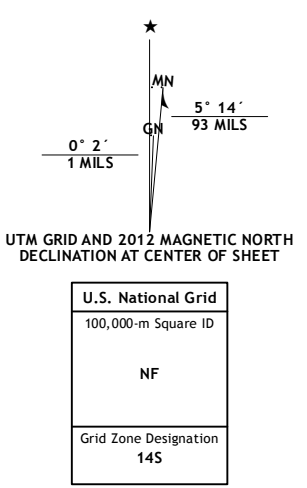 MN
5° 14´
93 MILS
GN
0° 2´
1 MILS
UTM GRID AND 2012 MAGNETIC NORTH
DECLINATION AT CENTER OF SHEET
U.S. National Grid
100,000-m Square ID
NF
Grid Zone Designation
14S